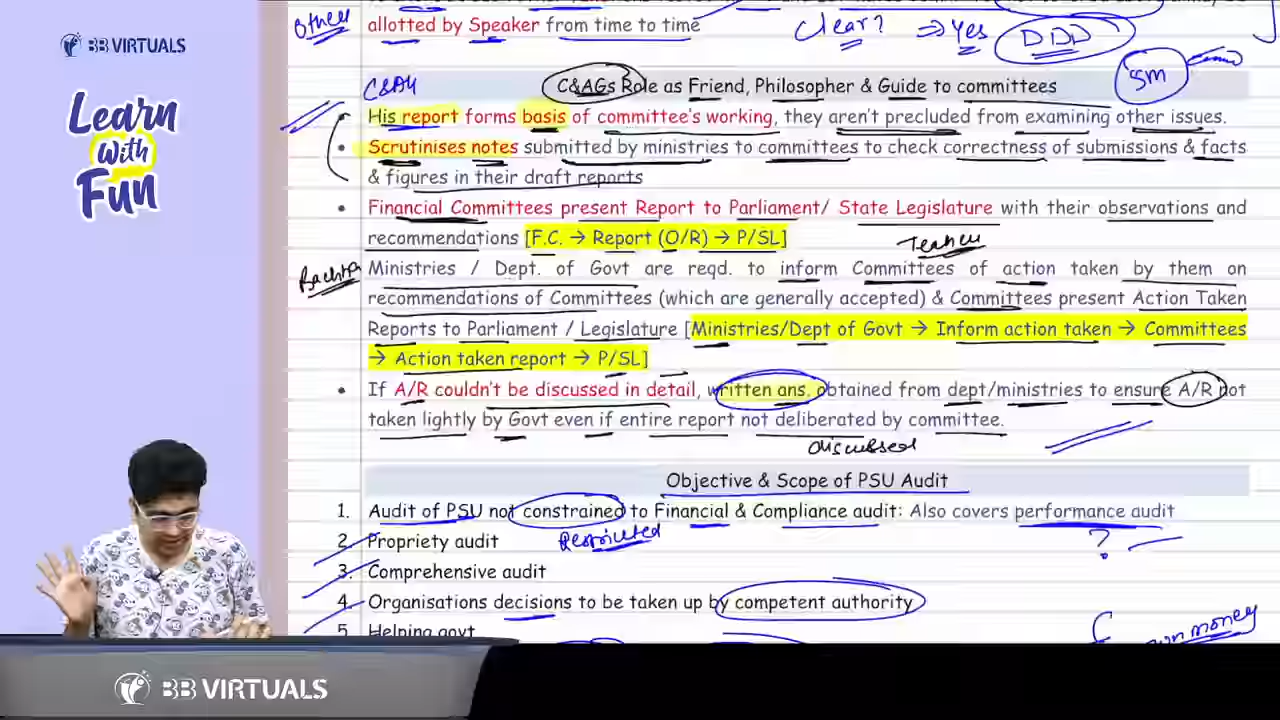 BB VIRTUALS
Learn
With
Fun
Others
allotted by Speaker from time to time
Clear? ⇒ Yes
DDD
C&AG
C&AGs Role as Friend, Philosopher & Guide to committees
SM
His report forms basis of committee's working, they aren't precluded from examining other issues.
• Scrutinises notes submitted by ministries to committees to check correctness of submissions & facts
& figures in their draft reports
• Financial Committees present Report to Parliament/ State Legislature with their observations and
recommendations [F.C. → Report (O/R) → P/SL]
Teacher
Ministries / Dept. of Govt are reqd. to inform Committees of action taken by them on
recommendations of Committees (which are generally accepted) & Committees present Action Taken
Reports to Parliament / Legislature [Ministries/Dept of Govt → Inform action taken → Committees
→ Action taken report → P/SL]
• If A/R couldn't be discussed in detail, written ans. obtained from dept/ministries to ensure A/R not
taken lightly by Govt even if entire report not deliberated by committee.
discussed
Objective & Scope of PSU Audit
1. Audit of PSU not constrained to Financial & Compliance audit: Also covers performance audit
Restricted
?
2. Propriety audit
3. Comprehensive audit
4. Organisations decisions to be taken up by competent authority
5. Helping govt
money
BB VIRTUALS